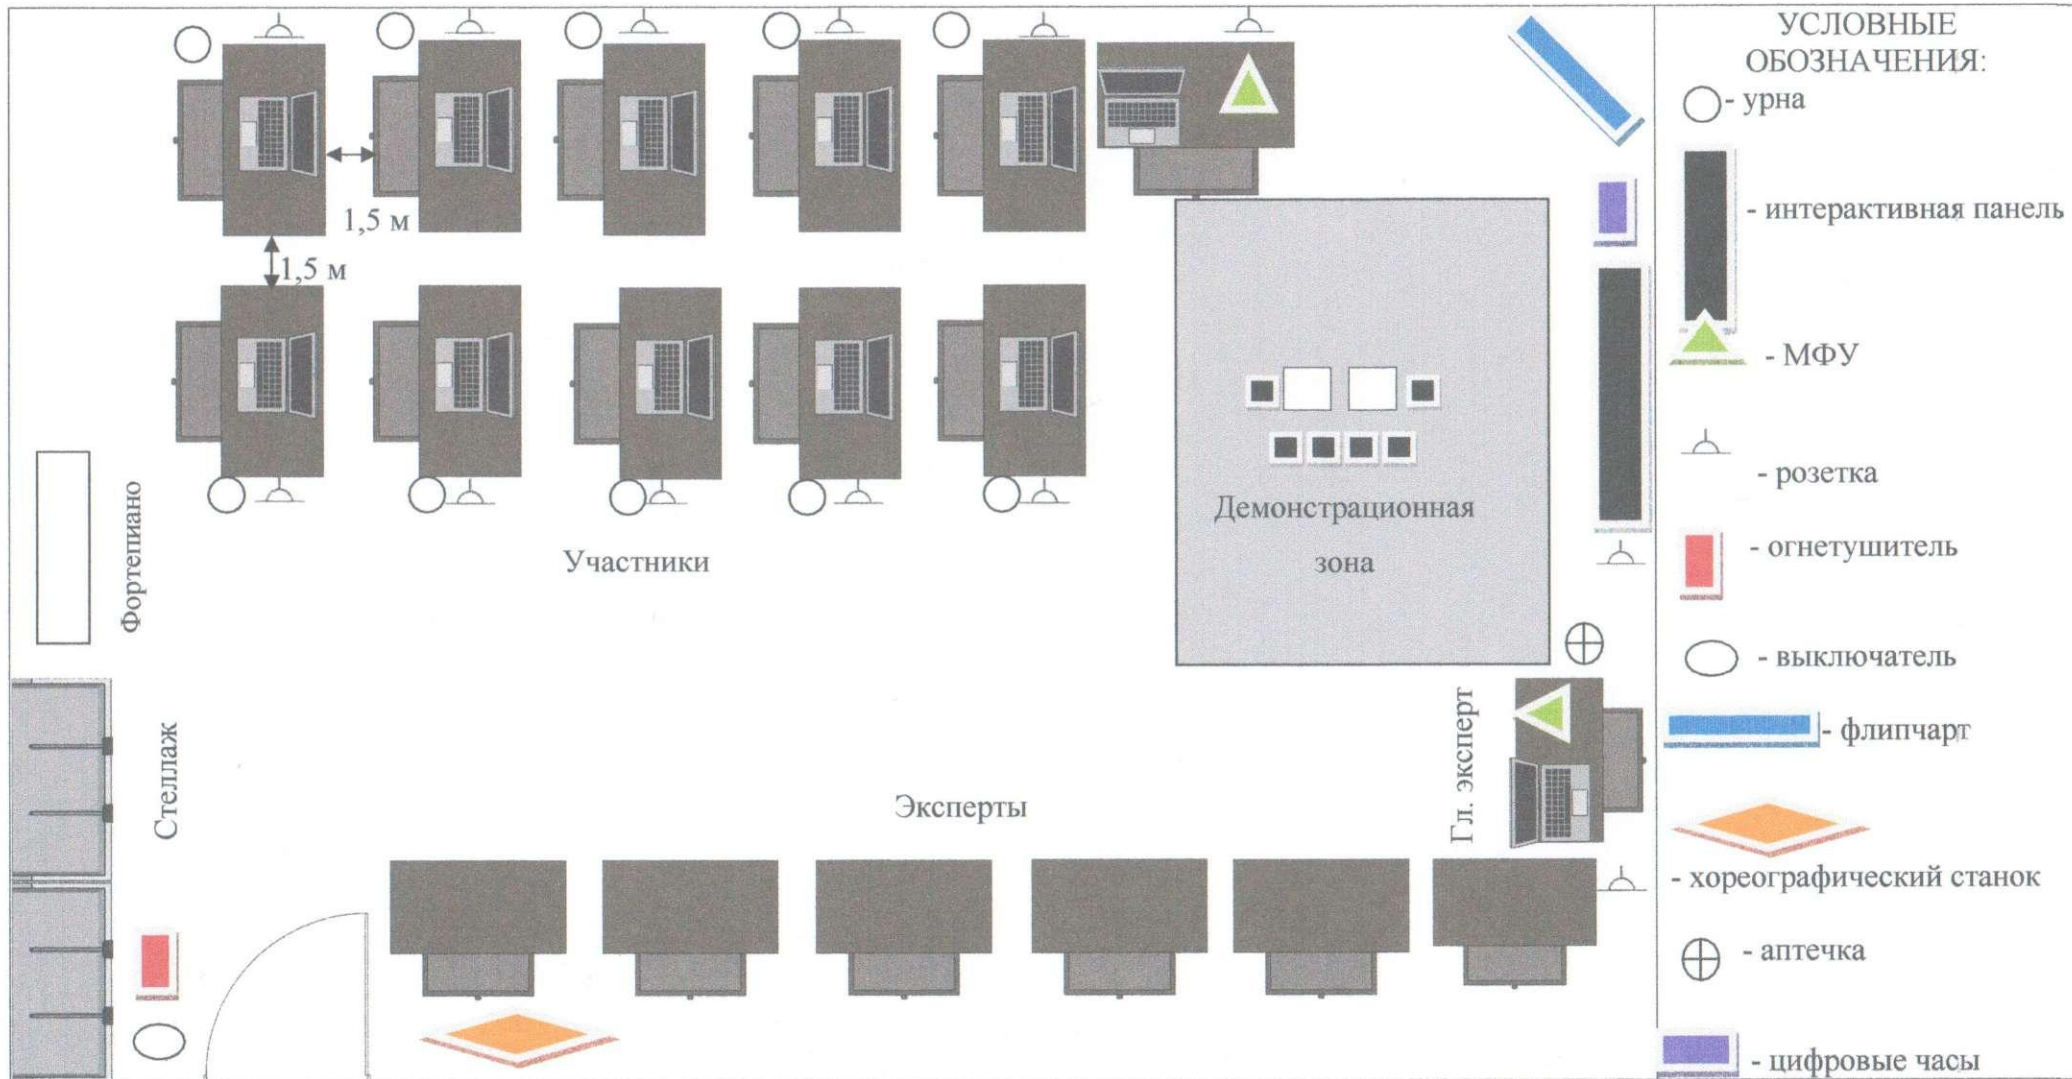 1,5 м
1,5 м
Участники
Фортепиано
Стеллаж
Демонстрационная
зона
Эксперты
Гл. эксперт
УСЛОВНЫЕ
ОБОЗНАЧЕНИЯ:
- урна
- интерактивная панель
- МФУ
- розетка
- огнетушитель
- выключатель
- флипчарт
- хореографический станок
- аптечка
- цифровые часы